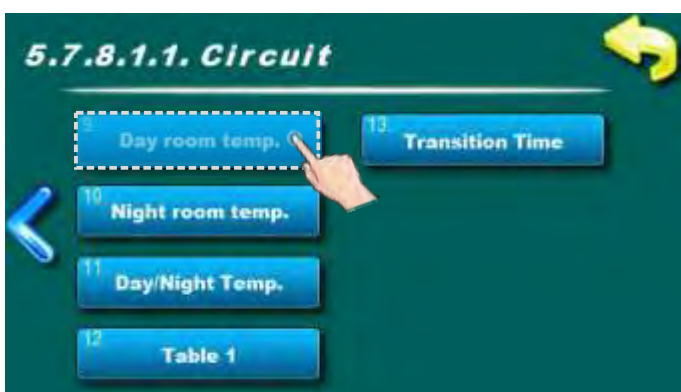 5.7.8.1.1. Circuit
9
Day room temp.
10
Night room temp.
11
Day/Night Temp.
12
Table 1
13
Transition Time